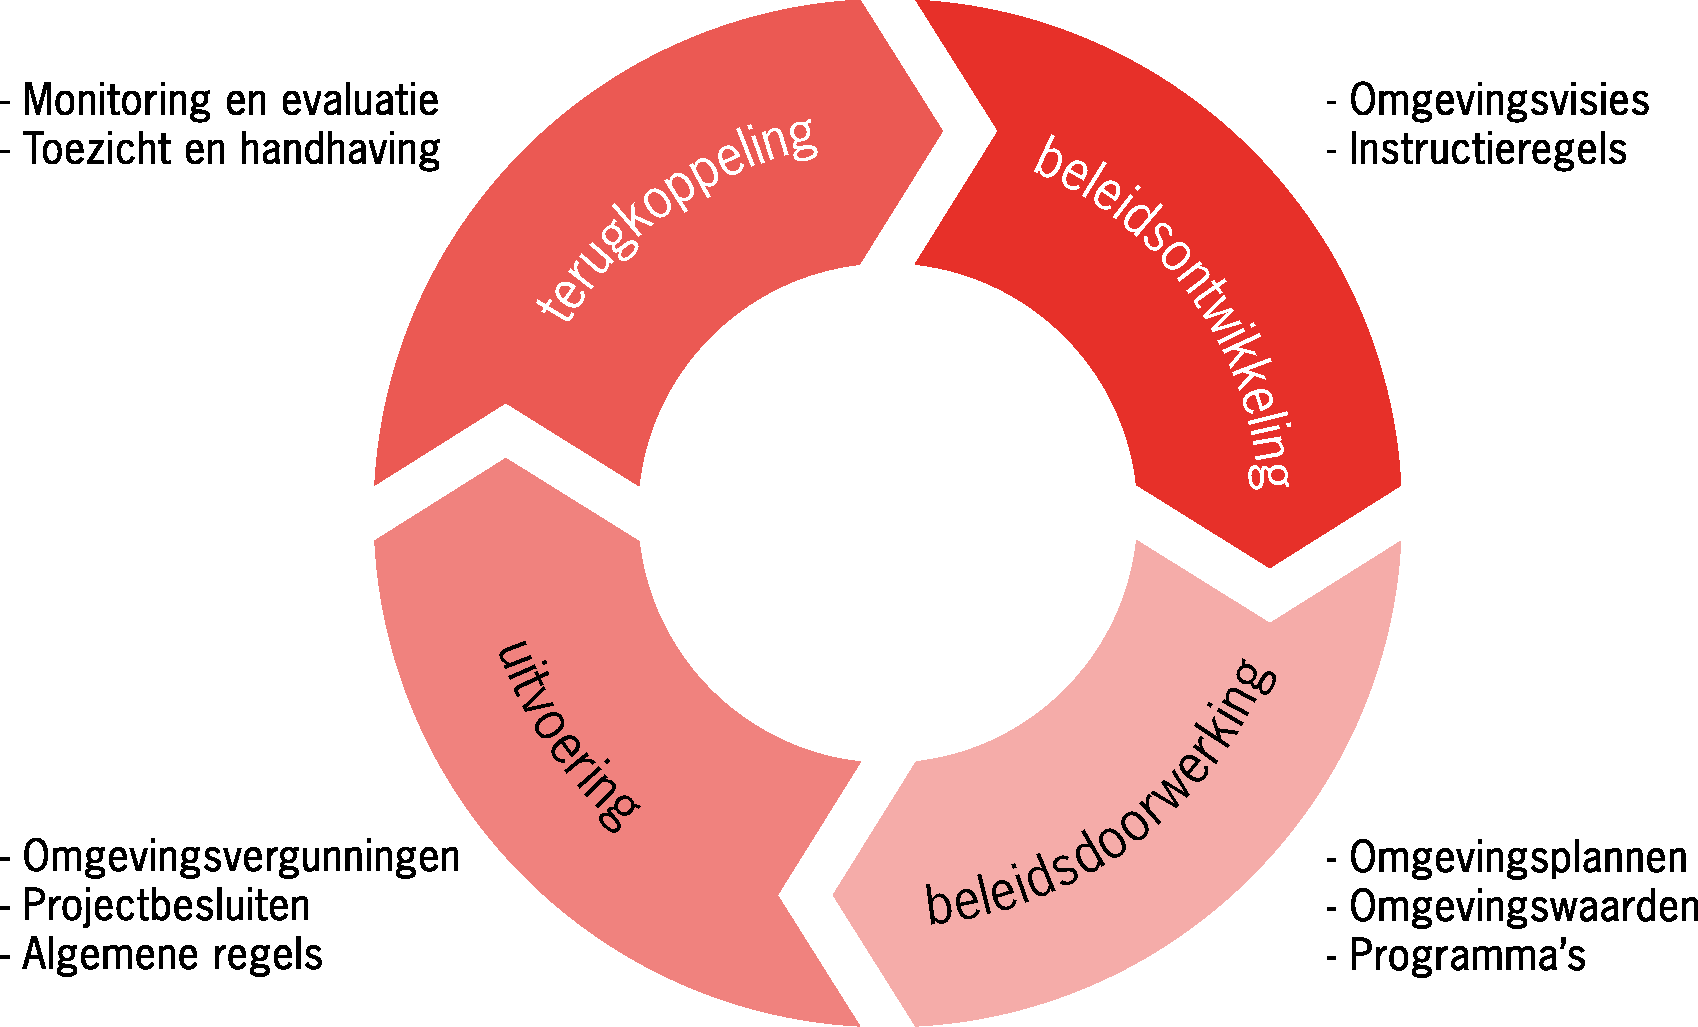 - Monitoring en evaluatie
- Toezicht en handhaving
terugkoppeling
beleidsontwikkeling
- Omgevingsvisies
- Instructieregels
uitvoering
beleidsdoorwerking
- Omgevingsvergunningen
- Projectbesluiten
- Algemene regels
- Omgevingsplannen
- Omgevingswaarden
- Programma’s